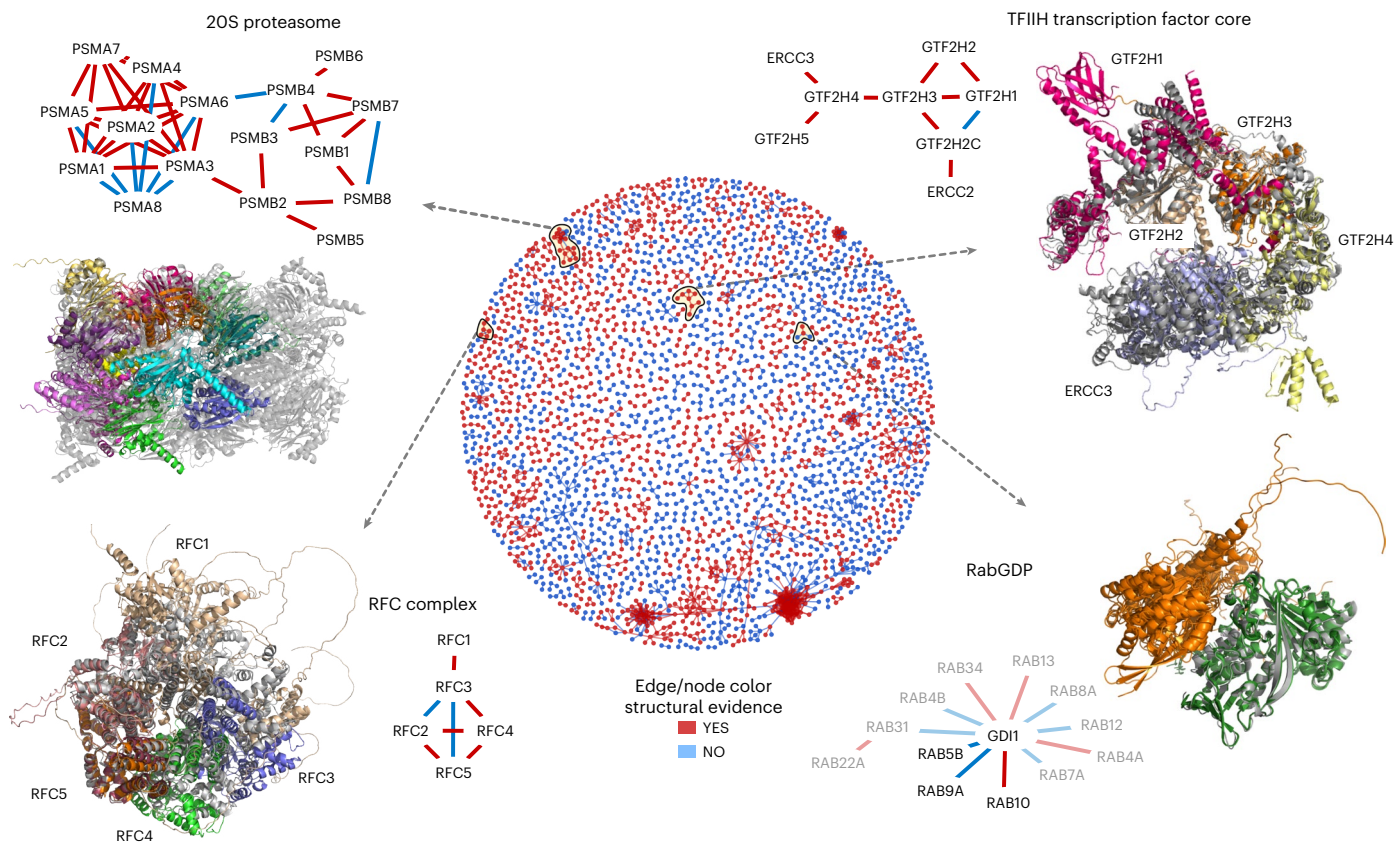 20S proteasome
PSMA7
PSMA4
PSMB6
PSMA5
PSMA6
PSMB4
PSMB7
PSMA2
PSMB3
PSMB1
PSMA1
PSMA3
PSMA8
PSMB2
PSMB8
PSMB5
TFIIH transcription factor core
ERCC3
GTF2H2
GTF2H4
GTF2H3
GTF2H1
GTF2H5
GTF2H2C
ERCC2
GTF2H1
GTF2H3
GTF2H2
GTF2H4
ERCC3
RFC1
RFC2
RFC5
RFC4
RFC3
RFC complex
RFC1
RFC3
RFC2
RFC4
RFC5
Edge/node color
structural evidence
YES
NO
RabGDP
RAB34
RAB13
RAB4B
RAB8A
RAB31
GDI1
RAB12
RAB22A
RAB5B
RAB4A
RAB7A
RAB9A
RAB10